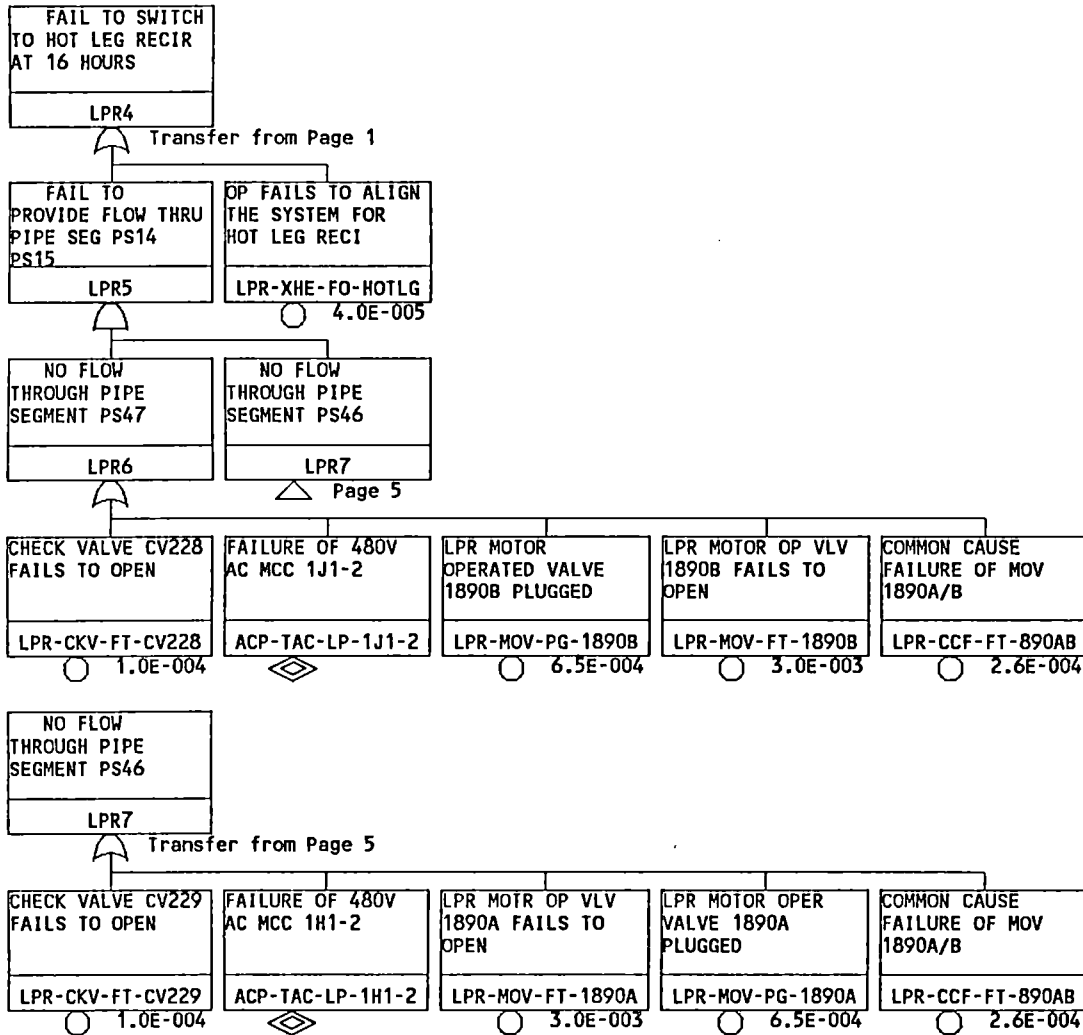 FAIL TO SWITCH
TO HOT LEG RECIR
AT 16 HOURS
LPR4
Transfer from Page 1
FAIL TO
PROVIDE FLOW THRU
PIPE SEG PS14
PS15
LPR5
OP FAILS TO ALIGN
THE SYSTEM FOR
HOT LEG RECI
LPR-XHE-FO-HOTLG
4.0E-005
NO FLOW
THROUGH PIPE
SEGMENT PS47
LPR6
NO FLOW
THROUGH PIPE
SEGMENT PS46
LPR7
Page 5
CHECK VALVE CV228
FAILS TO OPEN
LPR-CKV-FT-CV228
1.0E-004
FAILURE OF 480V
AC MCC 1J1-2
ACP-TAC-LP-1J1-2
LPR MOTOR
OPERATED VALVE
1890B PLUGGED
LPR-MOV-PG-1890B
6.5E-004
LPR MOTOR OP VLV
1890B FAILS TO
OPEN
LPR-MOV-FT-1890B
3.0E-003
COMMON CAUSE
FAILURE OF MOV
1890A/B
LPR-CCF-FT-890AB
2.6E-004
NO FLOW
THROUGH PIPE
SEGMENT PS46
LPR7
Transfer from Page 5
CHECK VALVE CV229
FAILS TO OPEN
LPR-CKV-FT-CV229
1.0E-004
FAILURE OF 480V
AC MCC 1H1-2
ACP-TAC-LP-1H1-2
LPR MOTR OP VLV
1890A FAILS TO
OPEN
LPR-MOV-FT-1890A
3.0E-003
LPR MOTOR OPER
VALVE 1890A
PLUGGED
LPR-MOV-PG-1890A
6.5E-004
COMMON CAUSE
FAILURE OF MOV
1890A/B
LPR-CCF-FT-890AB
2.6E-004